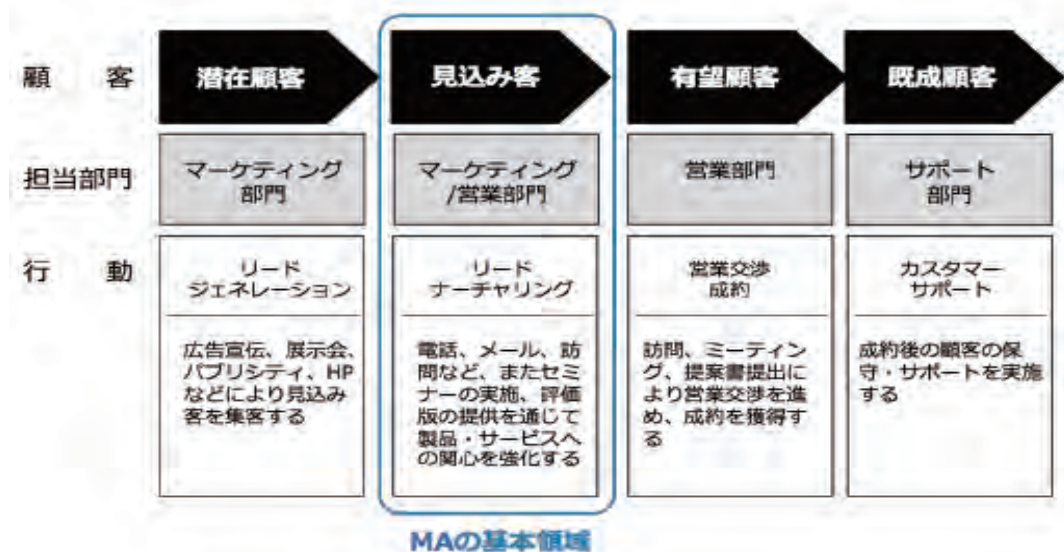 顧 客
潜在顧客
見込み客
有望顧客
既成顧客
担当部門
マーケティング
部門
マーケティング
/営業部門
営業部門
サポート
部門
行 動
リード
ジェネレーション
広告宣伝、展示会、
パブリシティ、HP
などにより見込み
客を集客する
リード
ナーチャリング
電話、メール、訪
問など、またセミ
ナーの実施、評価
版の提供を通じて
製品・サービスへ
の関心を強化する
営業交渉
成約
訪問、ミーティン
グ、提案書提出に
より営業交渉を進
め、成約を獲得す
る
カスタマー
サポート
成約後の顧客の保
守・サポートを実施
する
MAの基本領域